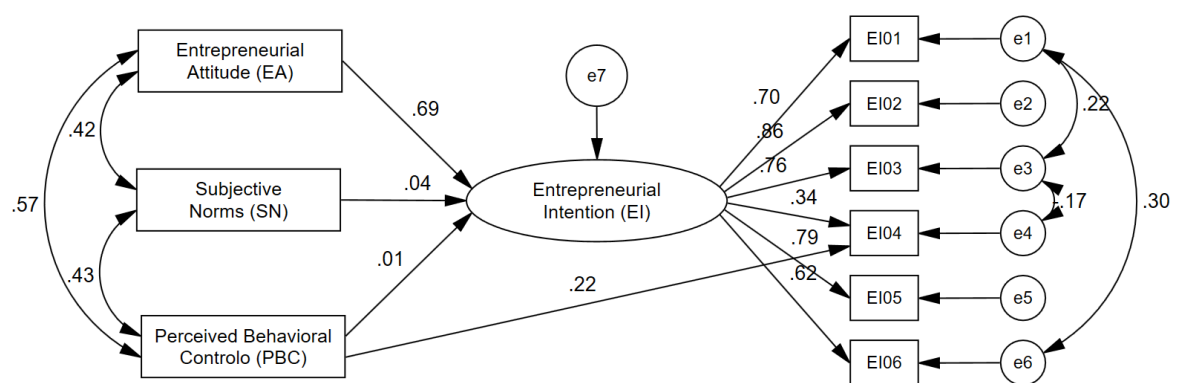 Entrepreneurial
Attitude (EA)
e7
EI01
e1
.70
.69
.22
EI02
e2
.42
.86
.76
EI03
e3
Subjective
Norms (SN)
.04
Entrepreneurial
Intention (EI)
.34
-.17
.30
.57
EI04
e4
.79
.43
.01
.62
.22
EI05
e5
Perceived Behavioral
Controlo (PBC)
EI06
e6